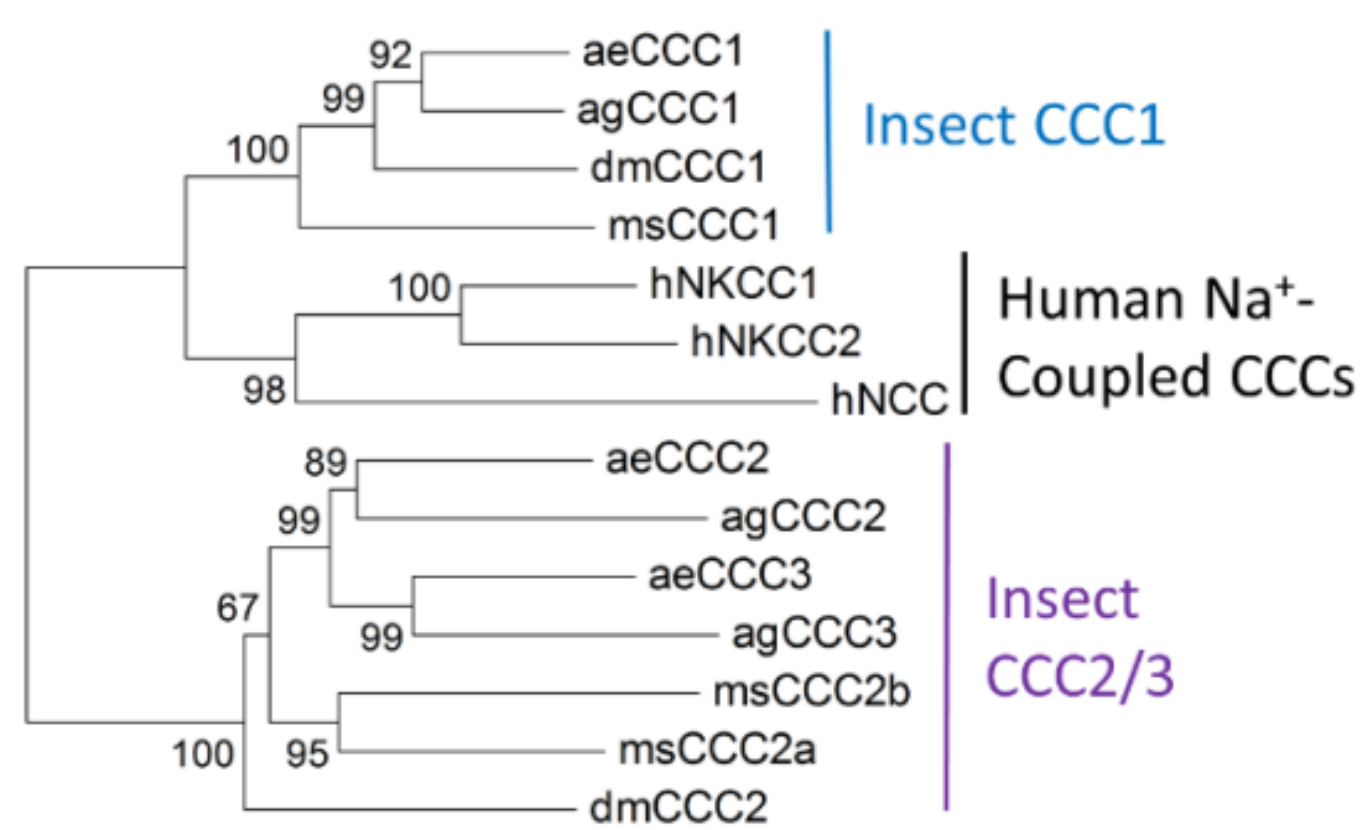 92
aeCCC1
99
agCCC1
100
dmCCC1
msCCC1
Insect CCC1
100
hNKCC1
hNKCC2
98
hNCC
Human Na⁺-
Coupled CCCs
89
aeCCC2
99
agCCC2
aeCCC3
67
99
agCCC3
msCCC2b
100
95
msCCC2a
dmCCC2
Insect
CCC2/3